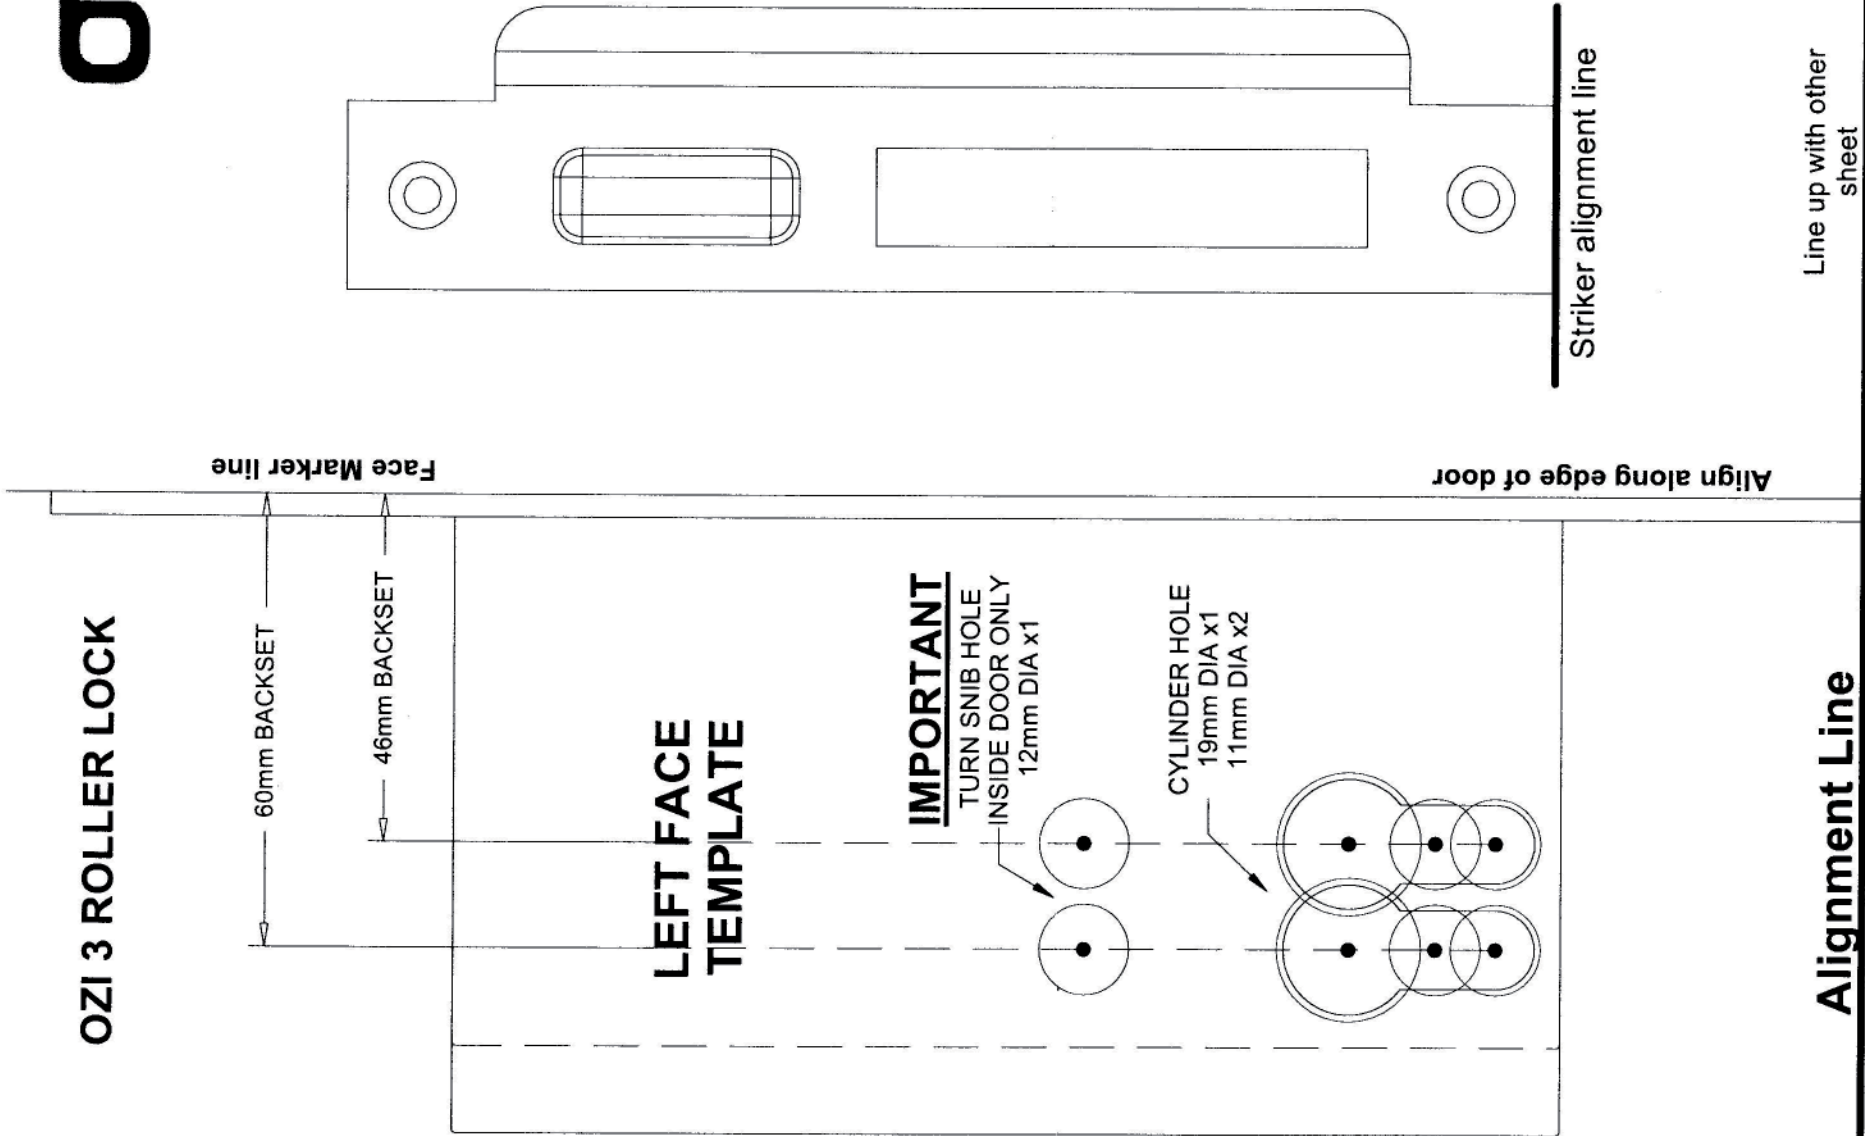 OZI 3 ROLLER LOCK
60mm BACKSET
46mm BACKSET
LEFT FACE
TEMPLATE
IMPORTANT
TURN SNIB HOLE
INSIDE DOOR ONLY
12mm DIA x1
CYLINDER HOLE
19mm DIA x1
11mm DIA x2
Alignment Line
Face Marker line
Align along edge of door
Striker alignment line
Line up with other
sheet